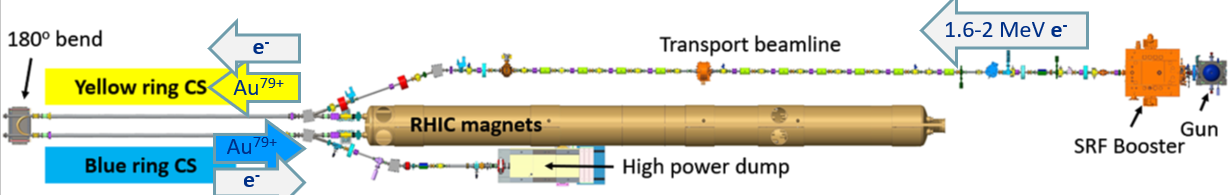 180º bend
e-
Yellow ring CS
Au79+
Transport beamline
1.6-2 MeV e-
RHIC magnets
Gun
SRF Booster
Au79+
Blue ring CS
High power dump
e-